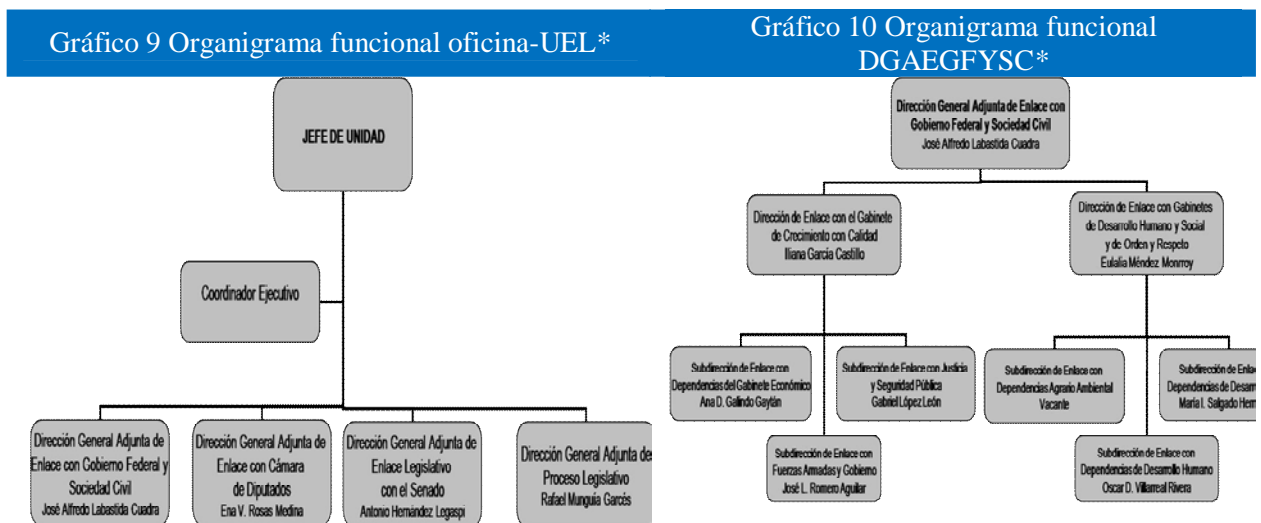 Gráfico 9 Organigrama funcional oficina-UEL*
JEFE DE UNIDAD
Coordinador Ejecutivo
Dirección General Adjunta de
Enlace con Gobierno Federal y
Sociedad Civil
José Alfredo Labastida Cuadra
Dirección General Adjunta de
Enlace con Cámara
de Diputados
Ena V. Rosas Medina
Dirección General Adjunta de
Enlace Legislativo
con el Senado
Antonio Hernández Legaspi
Dirección General Adjunta de
Proceso Legislativo
Rafael Munguía Garcés
Gráfico 10 Organigrama funcional
DGAEGFYSC*
Dirección General Adjunta de Enlace con
Gobierno Federal y Sociedad Civil
José Alfredo Labastida Cuadra
Dirección de Enlace con el Gabinete
de Crecimiento con Calidad
Iliana García Castillo
Dirección de Enlace con Gabinetes
de Desarrollo Humano y Social
y de Orden y Respeto
Eulalia Méndez Monrroy
Subdirección de Enlace con
Dependencias del Gabinete Económico
Ana D. Galindo Gaytán
Subdirección de Enlace con Justicia
y Seguridad Pública
Gabriel López León
Subdirección de Enlace con
Dependencias Agrario Ambiental
Vacante
Subdirección de
Dependencias de
María I. Salgado
Subdirección de Enlace con
Fuerzas Armadas y Gobierno
José L. Romero Aguilar
Subdirección de Enlace con
Dependencias de Desarrollo Humano
Oscar D. Villarreal Rivera